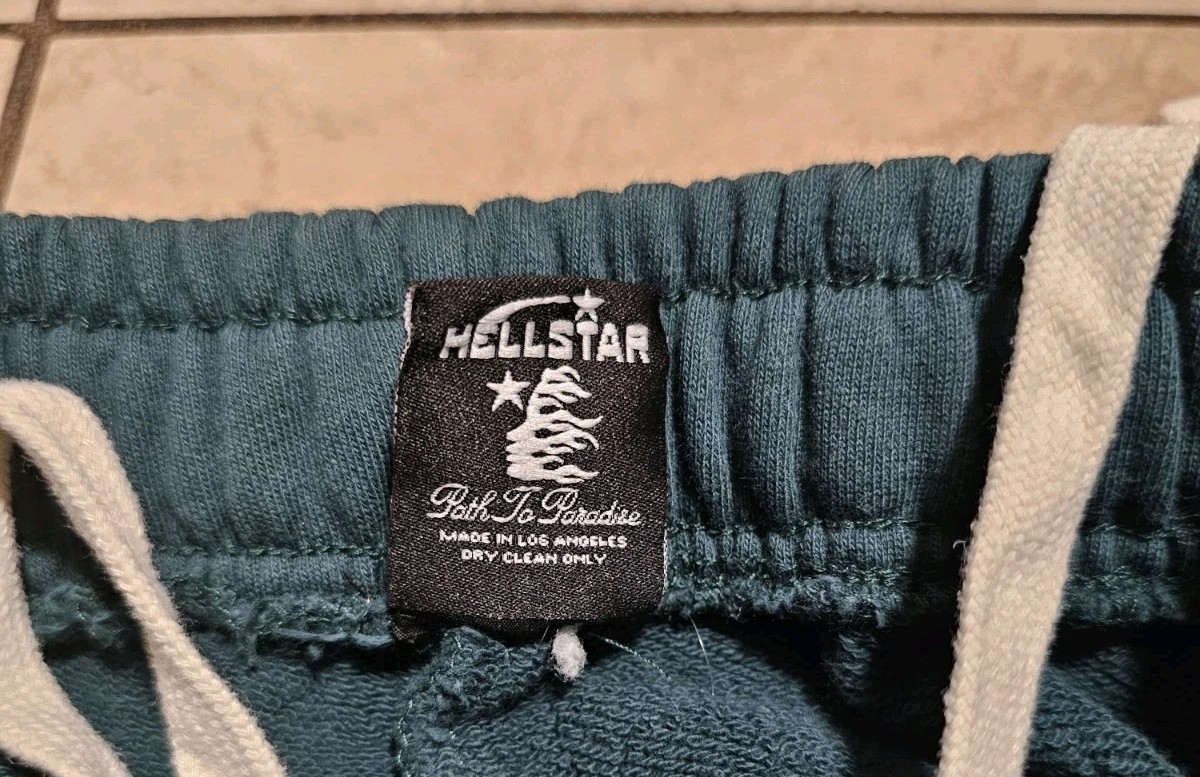 HELLSTAR
Path To Paradise
MADE IN LOS ANGELES
DRY CLEAN ONLY